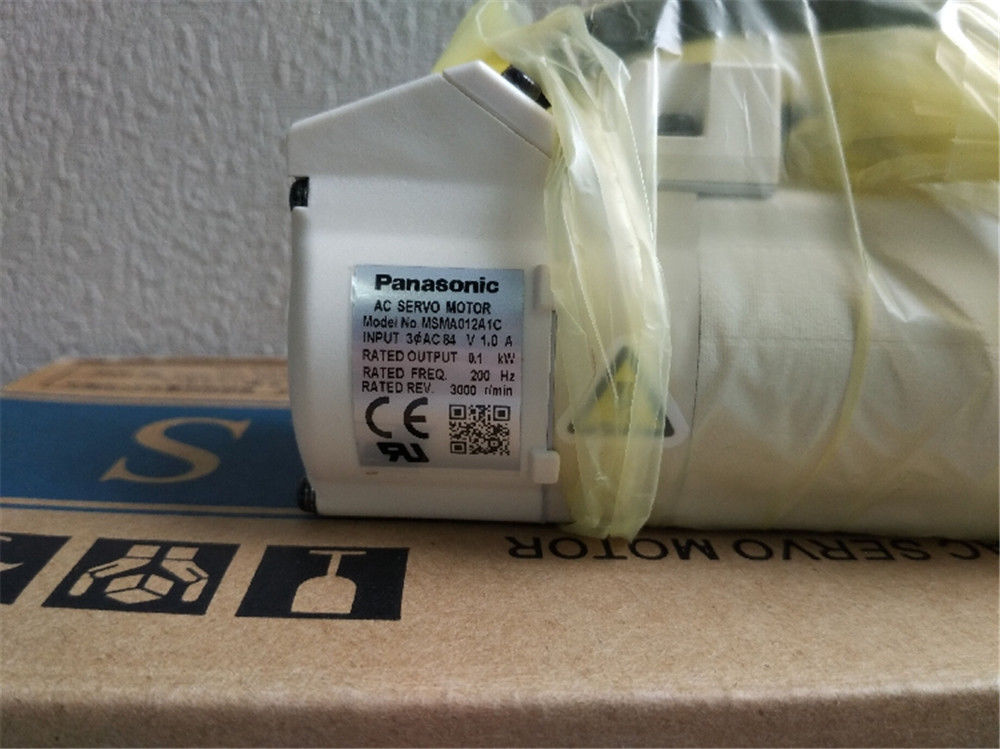 Panasonic
AC SERVO MOTOR
Model No MSMA012A1C
INPUT 3ϕAC 84 V 1.0 A
RATED OUTPUT 0.1 kW
RATED FREQ. 200 Hz
RATED REV. 3000 r/min
CE
S
AC SERVO MOTOR